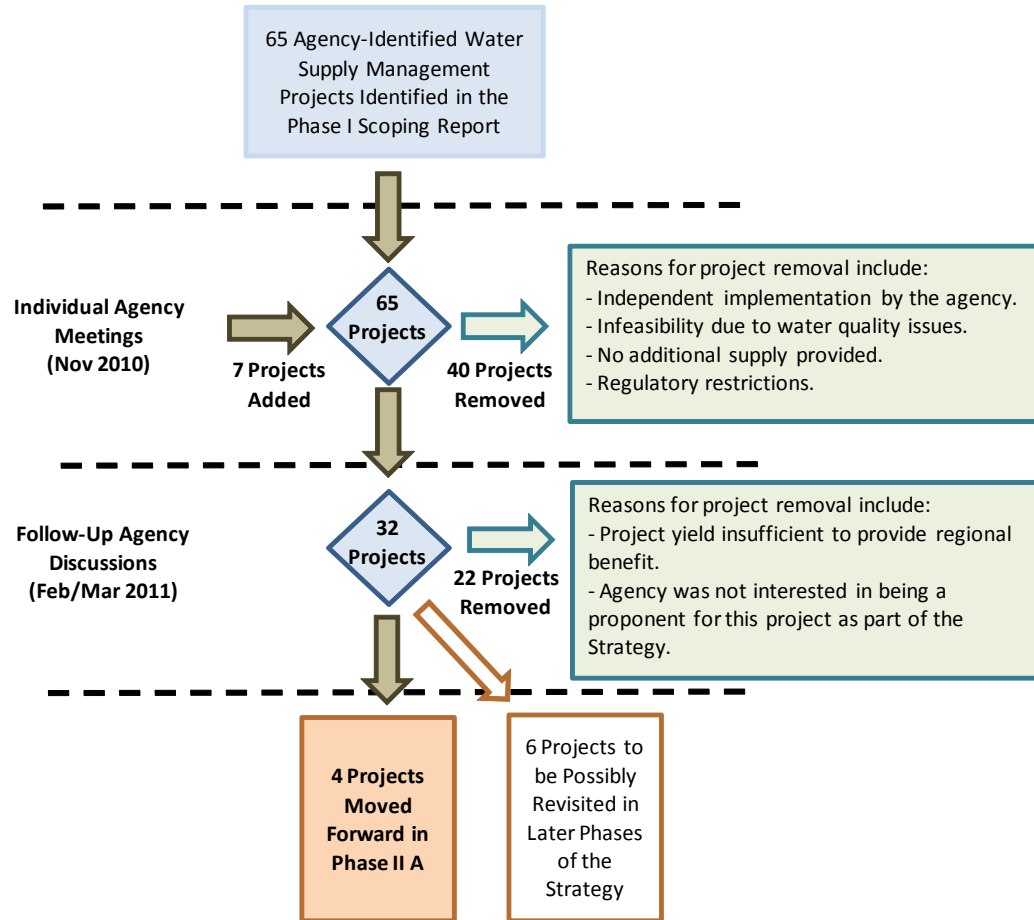 65 Agency-Identified Water
Supply Management
Projects Identified in the
Phase I Scoping Report
Individual Agency
Meetings
(Nov 2010)
7 Projects
Added
65
Projects
40 Projects
Removed
Reasons for project removal include:
- Independent implementation by the agency.
- Infeasibility due to water quality issues.
- No additional supply provided.
- Regulatory restrictions.
Follow-Up Agency
Discussions
(Feb/Mar 2011)
32
Projects
22 Projects
Removed
Reasons for project removal include:
- Project yield insufficient to provide regional
benefit.
- Agency was not interested in being a
proponent for this project as part of the
Strategy.
4 Projects
Moved
Forward in
Phase II A
6 Projects to
be Possibly
Revisited in
Later Phases
of the
Strategy